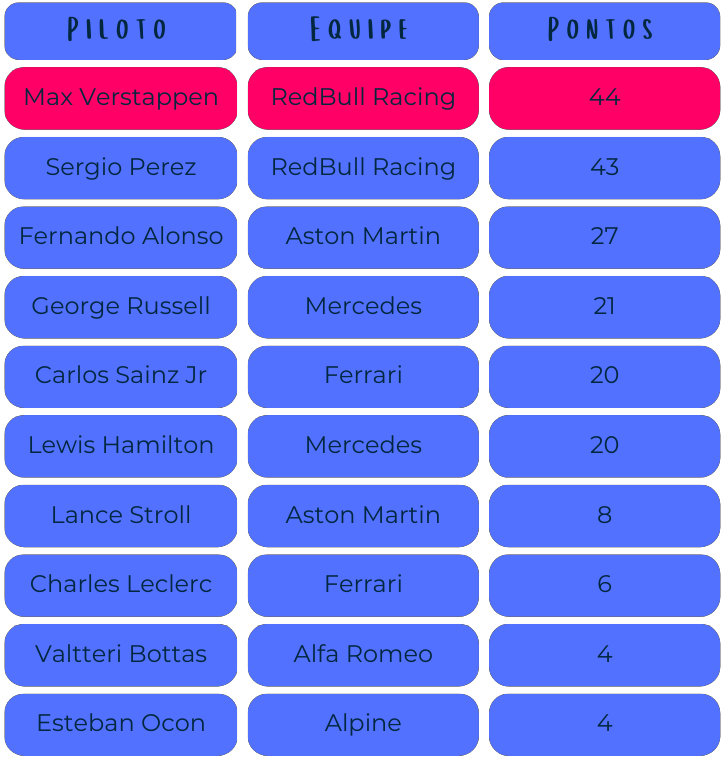 Piloto Equipe Pontos
Max Verstappen RedBull Racing 44
Sergio Perez RedBull Racing 43
Fernando Alonso Aston Martin 27
George Russell Mercedes 21
Carlos Sainz Jr Ferrari 20
Lewis Hamilton Mercedes 20
Lance Stroll Aston Martin 8
Charles Leclerc Ferrari 6
Valtteri Bottas Alfa Romeo 4
Esteban Ocon Alpine 4